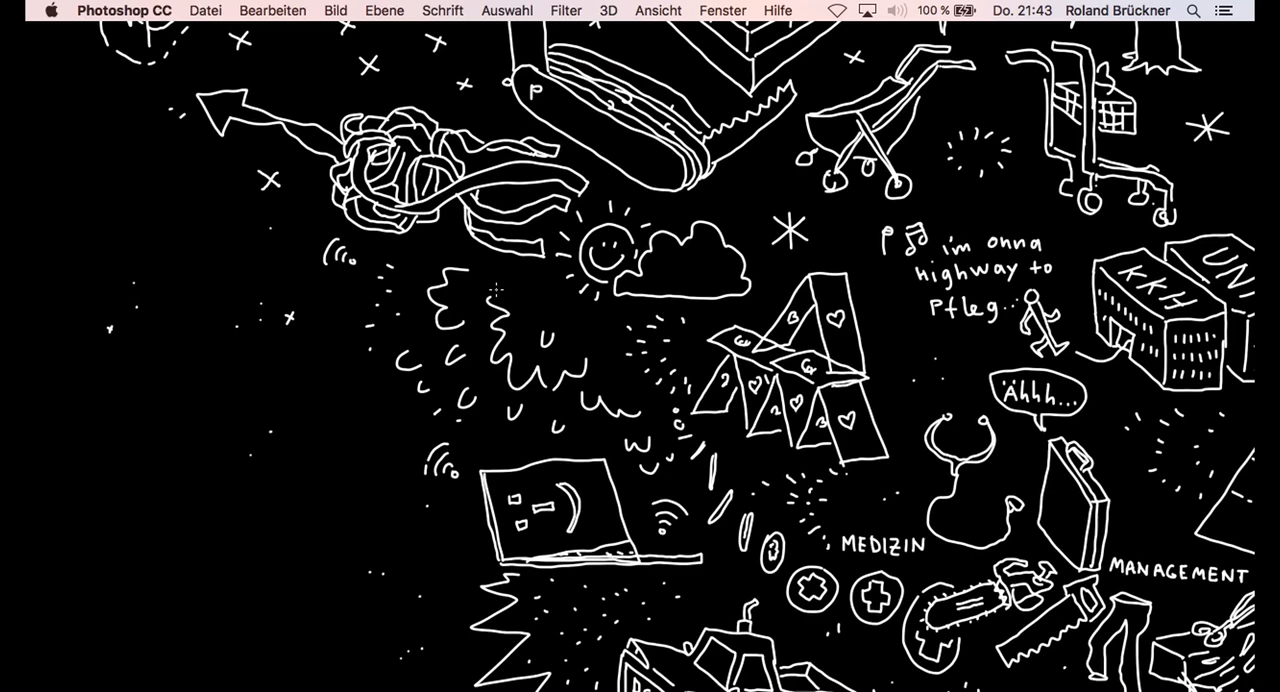 Photoshop CC Datei Bearbeiten Bild Ebene Schrift Auswahl Filter 3D Ansicht Fenster Hilfe 100 % Do. 21:43 Roland Brückner
P
P
i'm onna
highway to
Pfleg...
KKH
UN
Ähhh...
:-)
MEDIZIN
MANAGEMENT